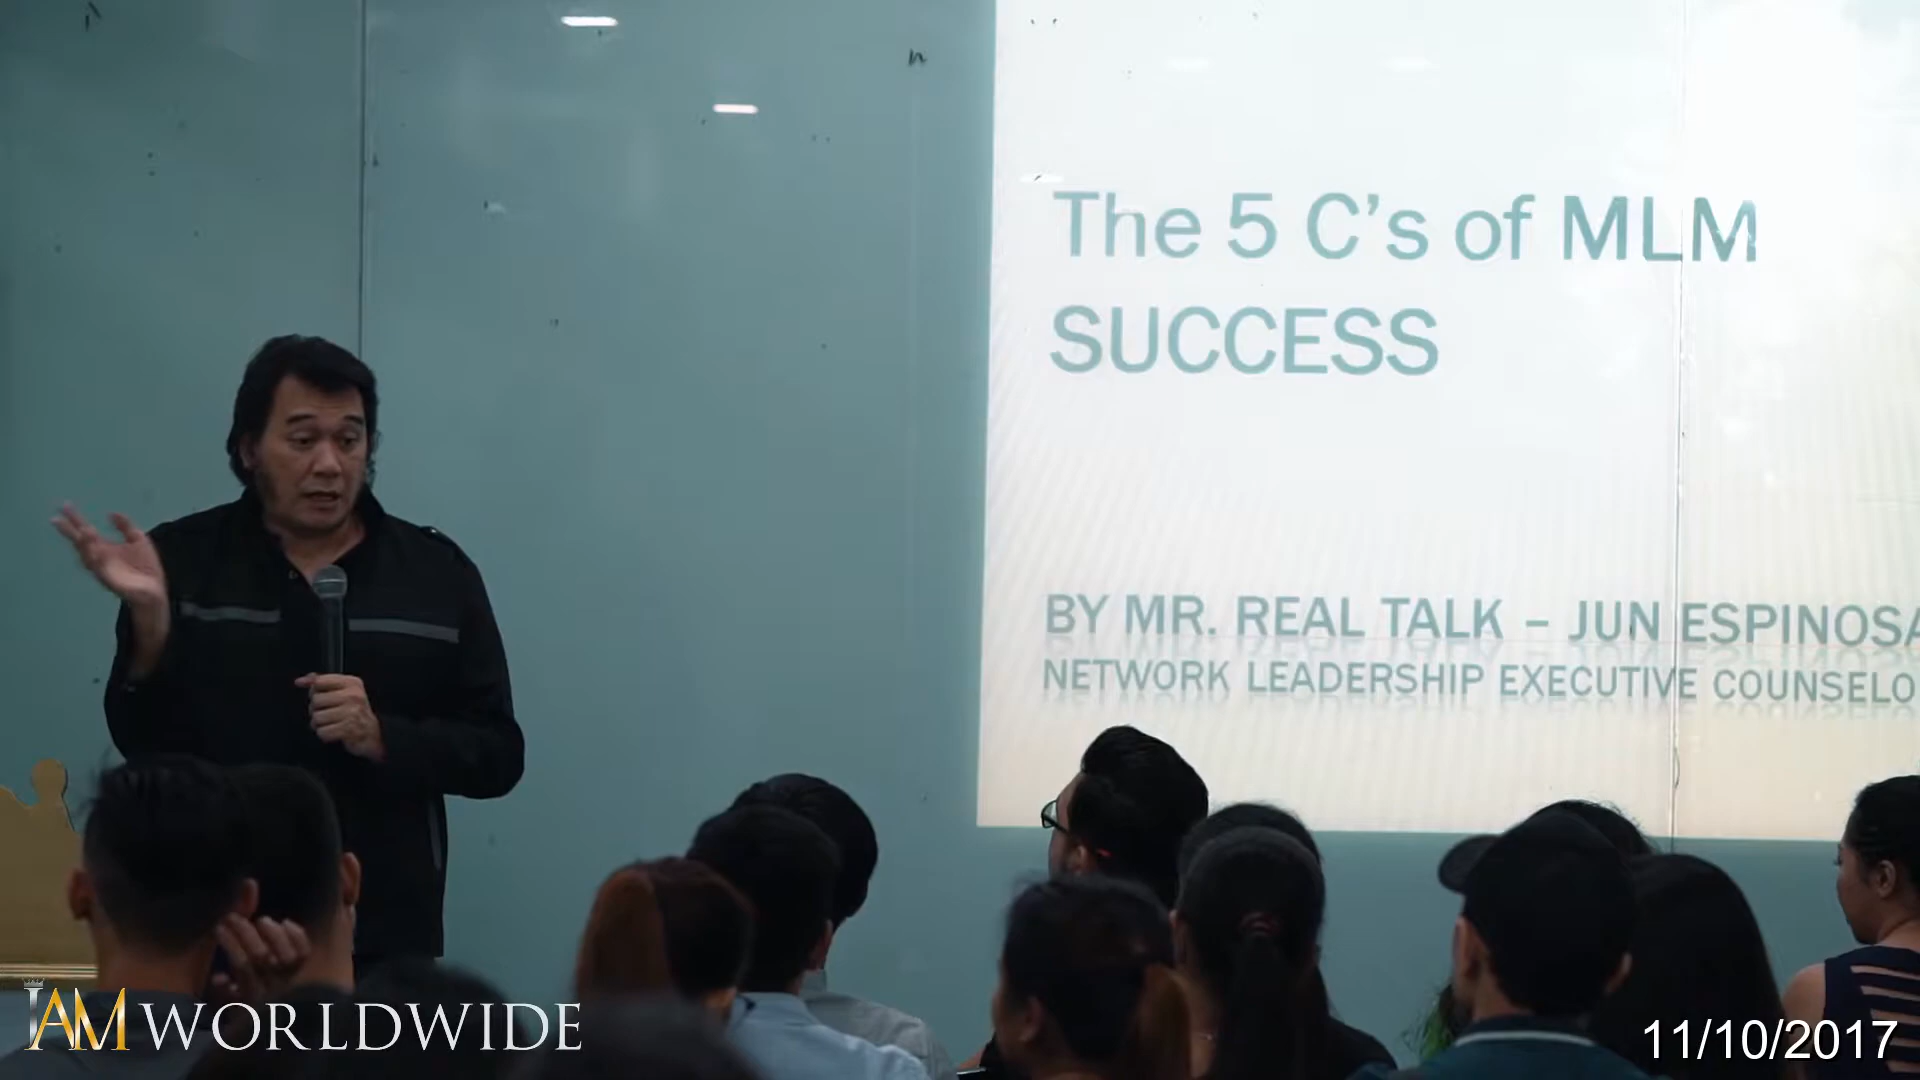 The 5 C's of MLM
SUCCESS
BY MR. REAL TALK – JUN ESPINOSA
NETWORK LEADERSHIP EXECUTIVE COUNSELO
IAM WORLDWIDE
11/10/2017